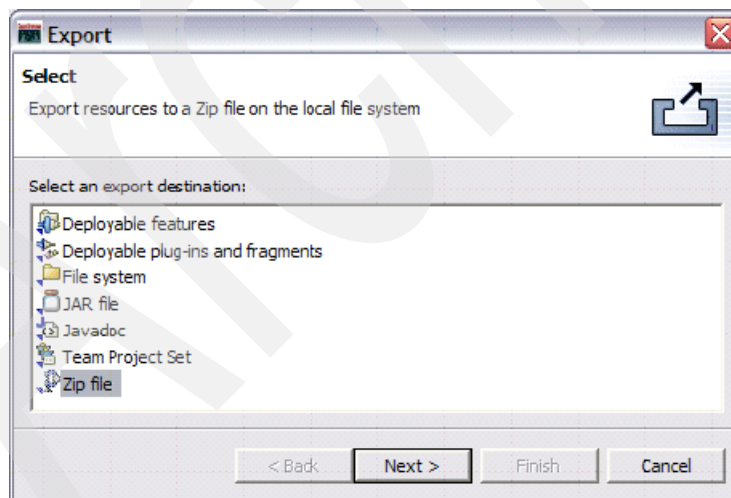 Export
Select
Export resources to a Zip file on the local file system
Select an export destination:
Deployable features
Deployable plug-ins and fragments
File system
JAR file
Javadoc
Team Project Set
Zip file
< Back Next > Finish Cancel